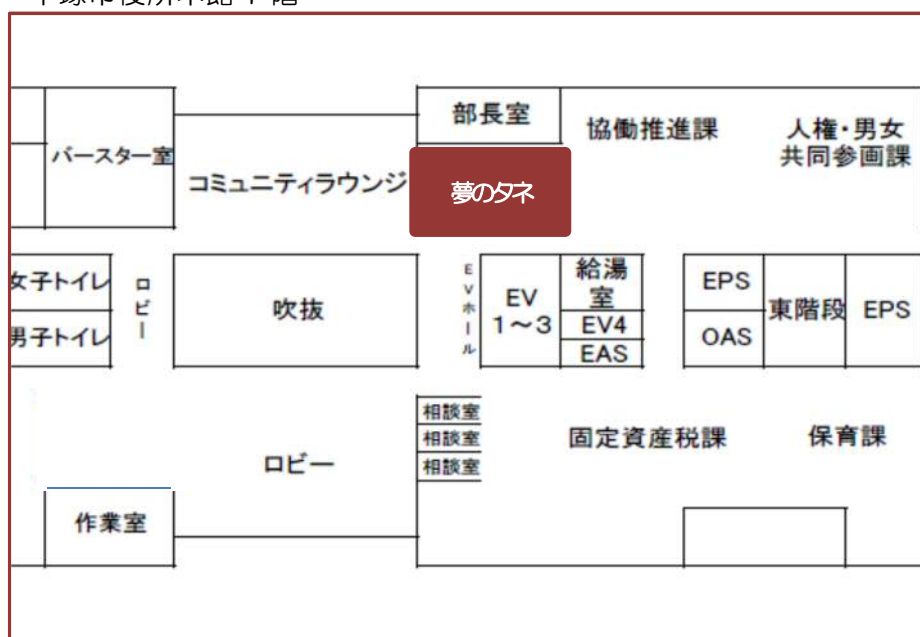 部長室
協働推進課
人権・男女
共同参画課
バースター室
コミュニティラウンジ
夢のタネ
女子トイレ
男子トイレ
ロビー
吹抜
EVホール
EV
1～3
給湯
室
EV4
EAS
EPS
OAS
東階段
EPS
相談室
相談室
相談室
固定資産税課
保育課
ロビー
作業室